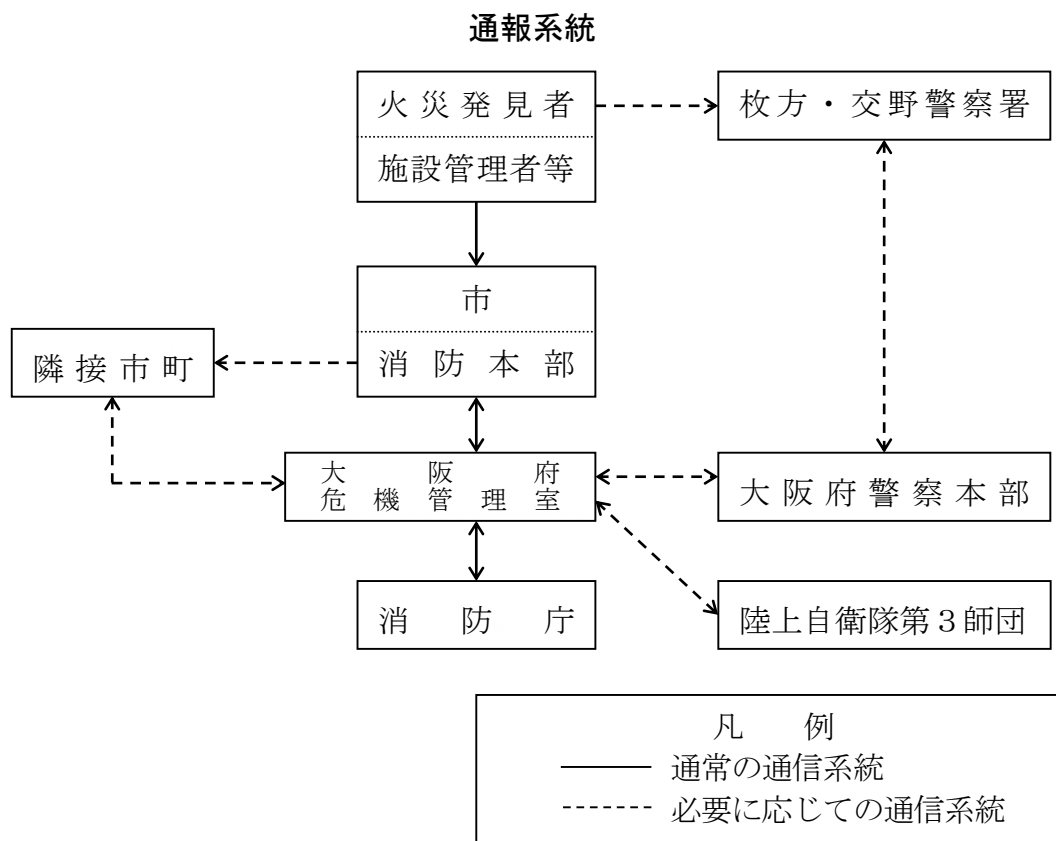 通報系統
火災発見者
施設管理者等
枚方・交野警察署
市
消防本部
隣接市町
大阪府
危機管理室
大阪府警察本部
消防庁
陸上自衛隊第３師団
凡例
通常の通信系統
必要に応じての通信系統